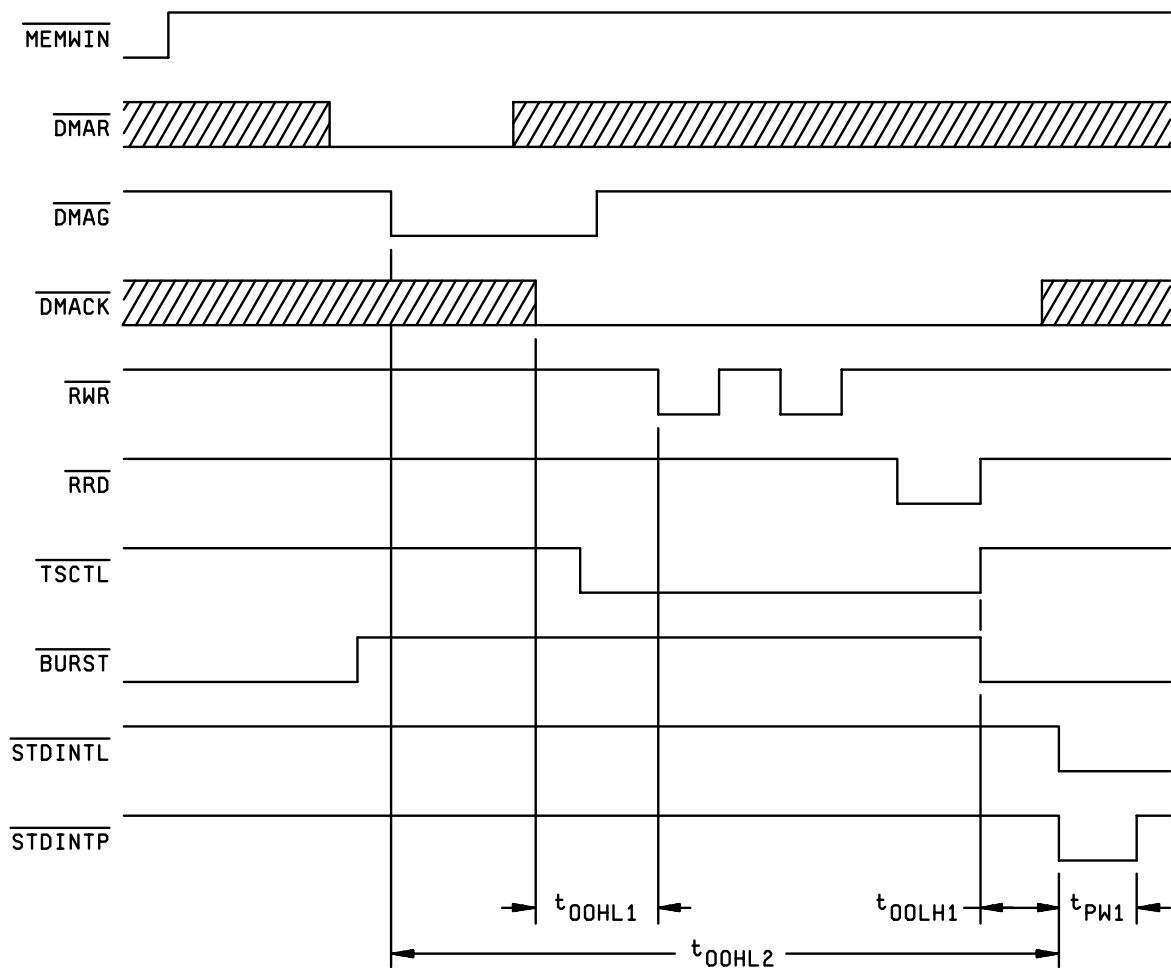 MEMWIN
DMAR
DMAG
DMACK
RWR
RRD
TSCTL
BURST
STDINTL
STDINTP
tOOHL1
tOOLH1
tPW1
tOOHL2